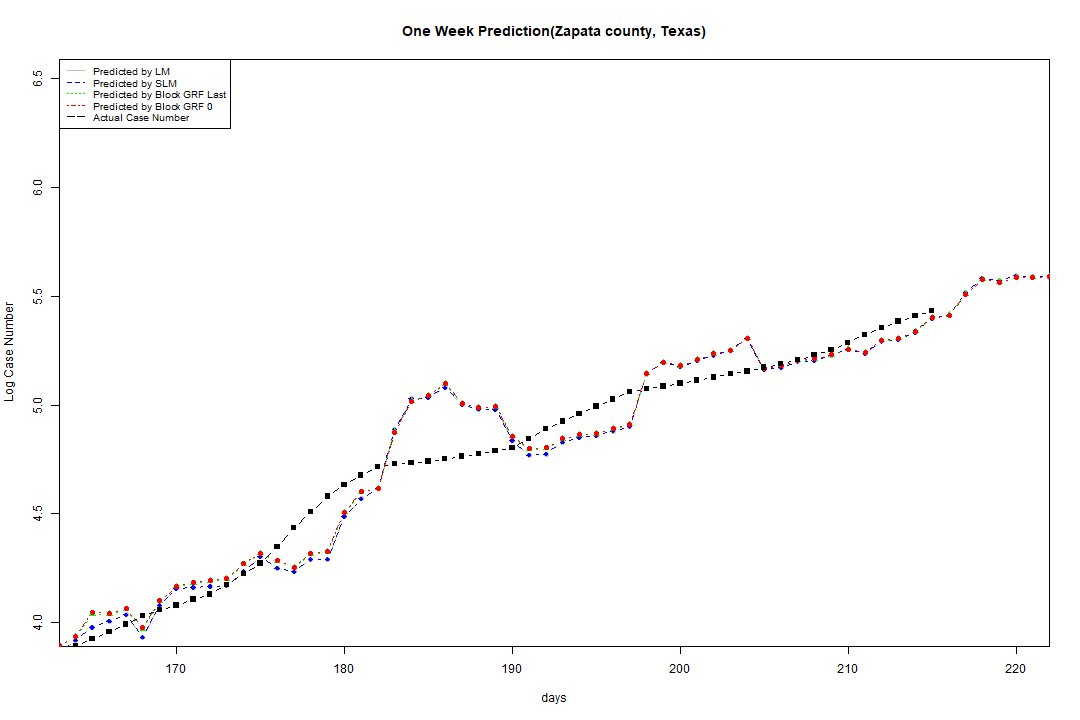 One Week Prediction(Zapata county, Texas)
Predicted by LM
Predicted by SLM
Predicted by Block GRF Last
Predicted by Block GRF 0
Actual Case Number
6.5
6.0
5.5
5.0
4.5
4.0
Log Case Number
170 180 190 200 210 220
days